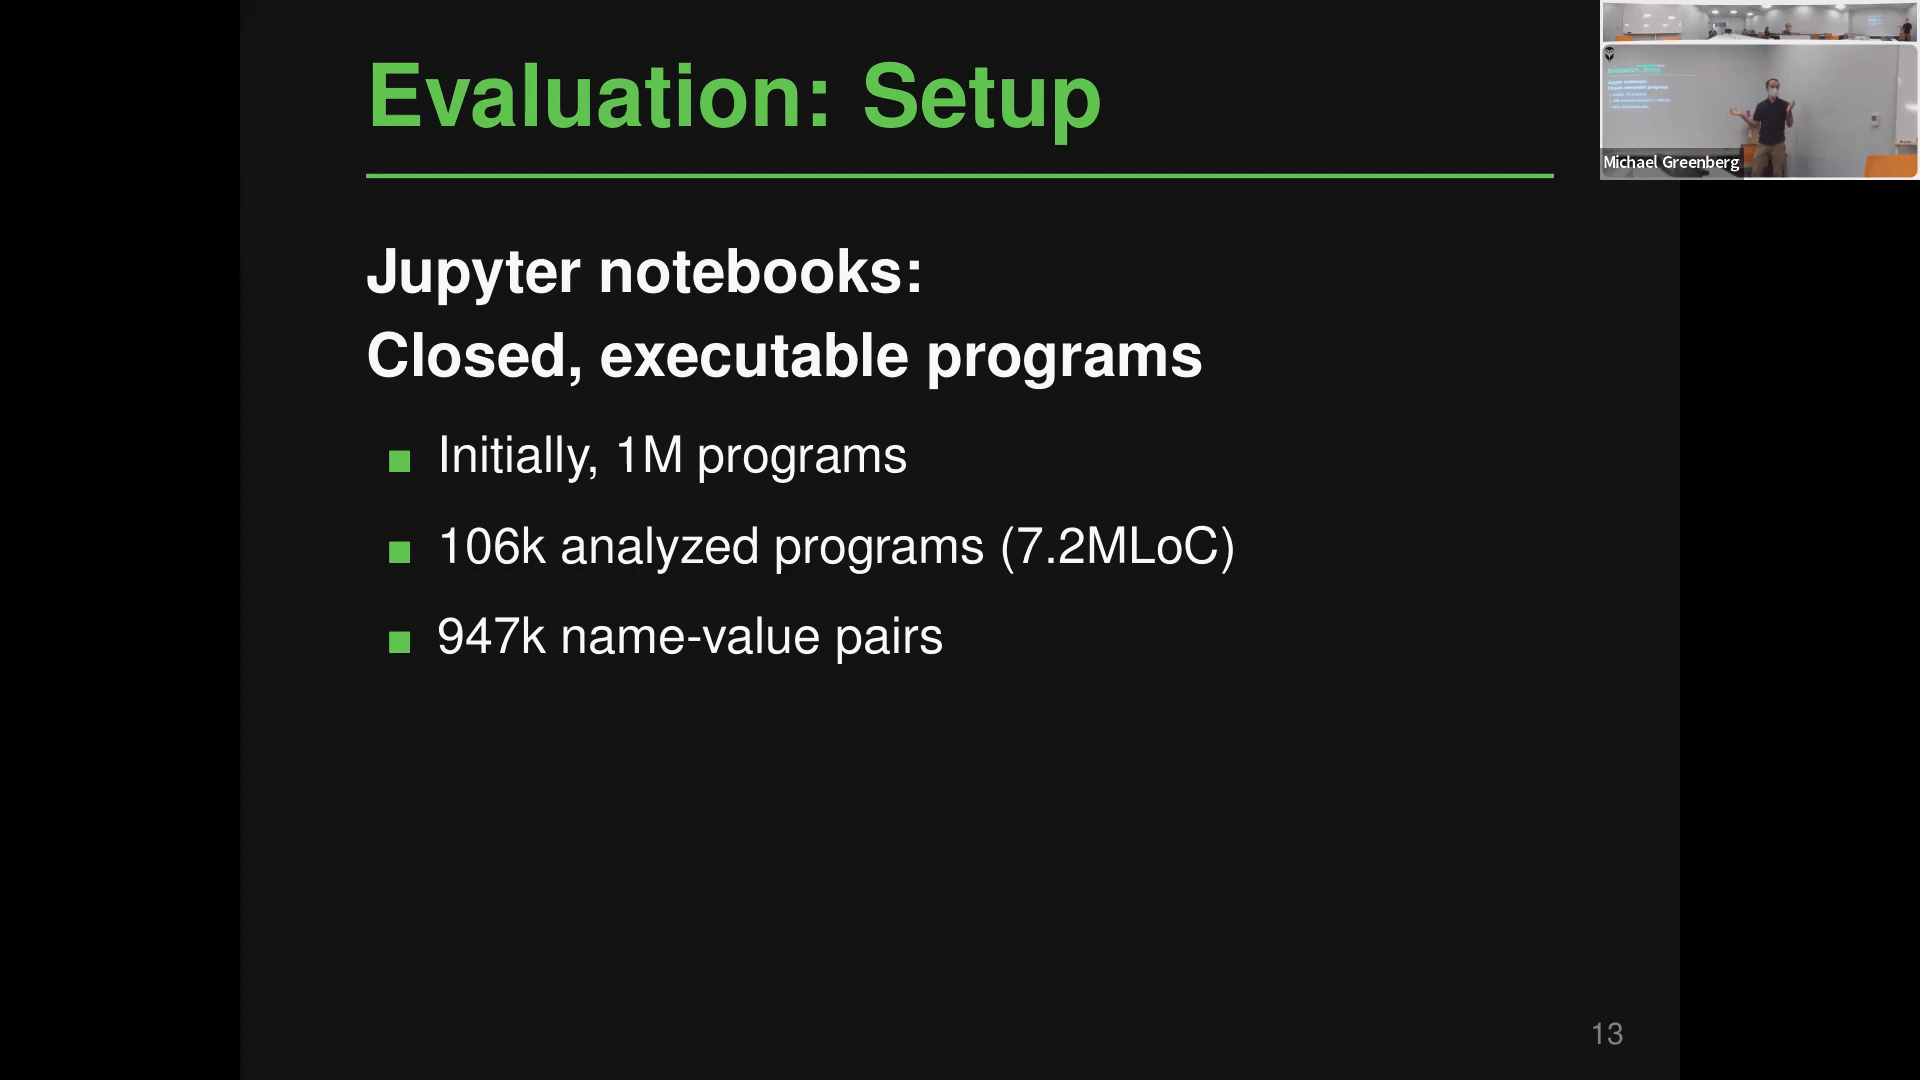 Evaluation: Setup
Jupyter notebooks:
Closed, executable programs
Initially, 1M programs
106k analyzed programs (7.2MLoC)
947k name-value pairs
13
Michael Greenberg